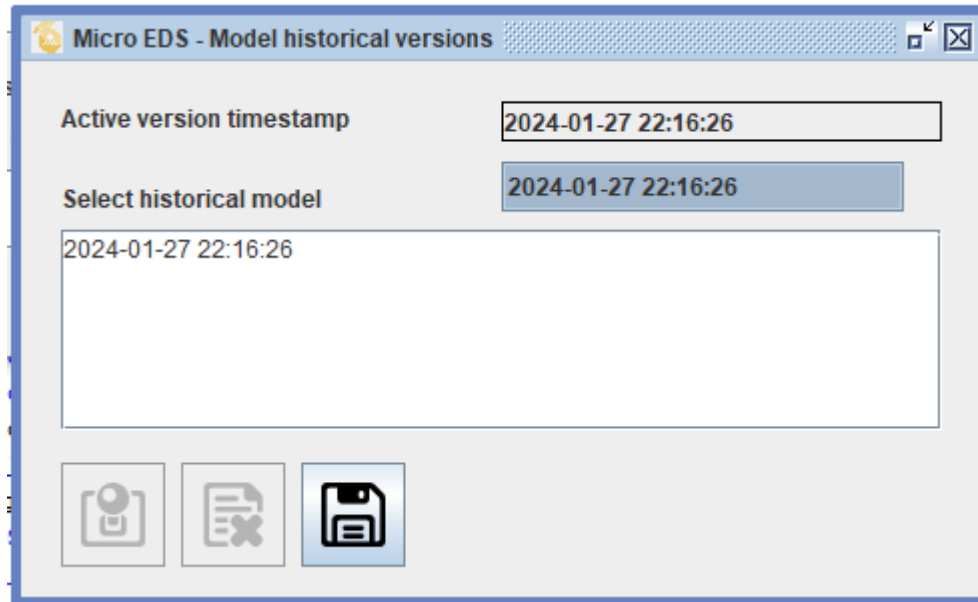 Micro EDS - Model historical versions
Active version timestamp
2024-01-27 22:16:26
Select historical model
2024-01-27 22:16:26
2024-01-27 22:16:26